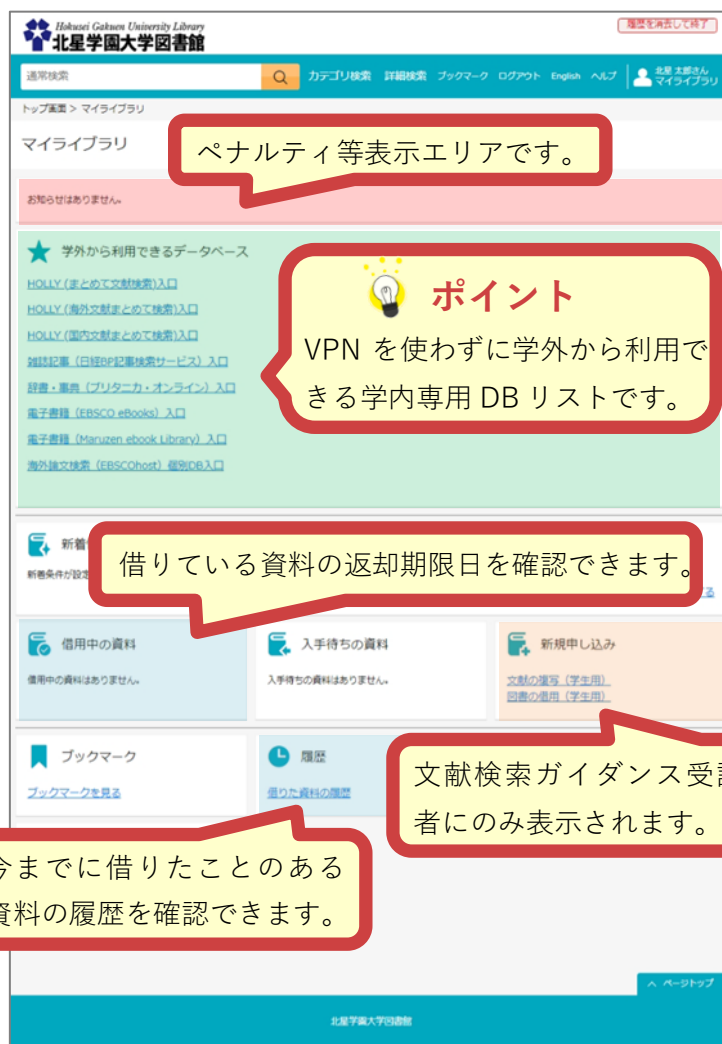 Hokusei Gakuen University Library
北星学園大学図書館
履歴を消去して終了
通常検索
カテゴリ検索 詳細検索 ブックマーク ログアウト English ヘルプ
北星 太郎さん
マイライブラリ
トップ画面 > マイライブラリ
マイライブラリ
ペナルティ等表示エリアです。
お知らせはありません。
学外から利用できるデータベース
HOLLY (まとめて文献検索)入口
HOLLY (海外文献まとめて検索)入口
HOLLY (国内文献まとめて検索)入口
雑誌記事（日経BP記事検索サービス）入口
辞書・事典（ブリタニカ・オンライン）入口
電子書籍（EBSCO eBooks）入口
電子書籍（Maruzen ebook Library）入口
海外論文検索（EBSCOhost）個別DB入口
ポイント
VPN を使わずに学外から利用で
きる学内専用 DB リストです。
新着
新着条件が設定
借りている資料の返却期限日を確認できます。
る
借用中の資料
借用中の資料はありません。
入手待ちの資料
入手待ちの資料はありません。
新規申し込み
文献の複写（学生用）
図書の借用（学生用）
ブックマーク
ブックマークを見る
履歴
借りた資料の履歴
文献検索ガイダンス受
者にのみ表示されます。
今までに借りたことのある
資料の履歴を確認できます。
ページトップ
北星学園大学図書館